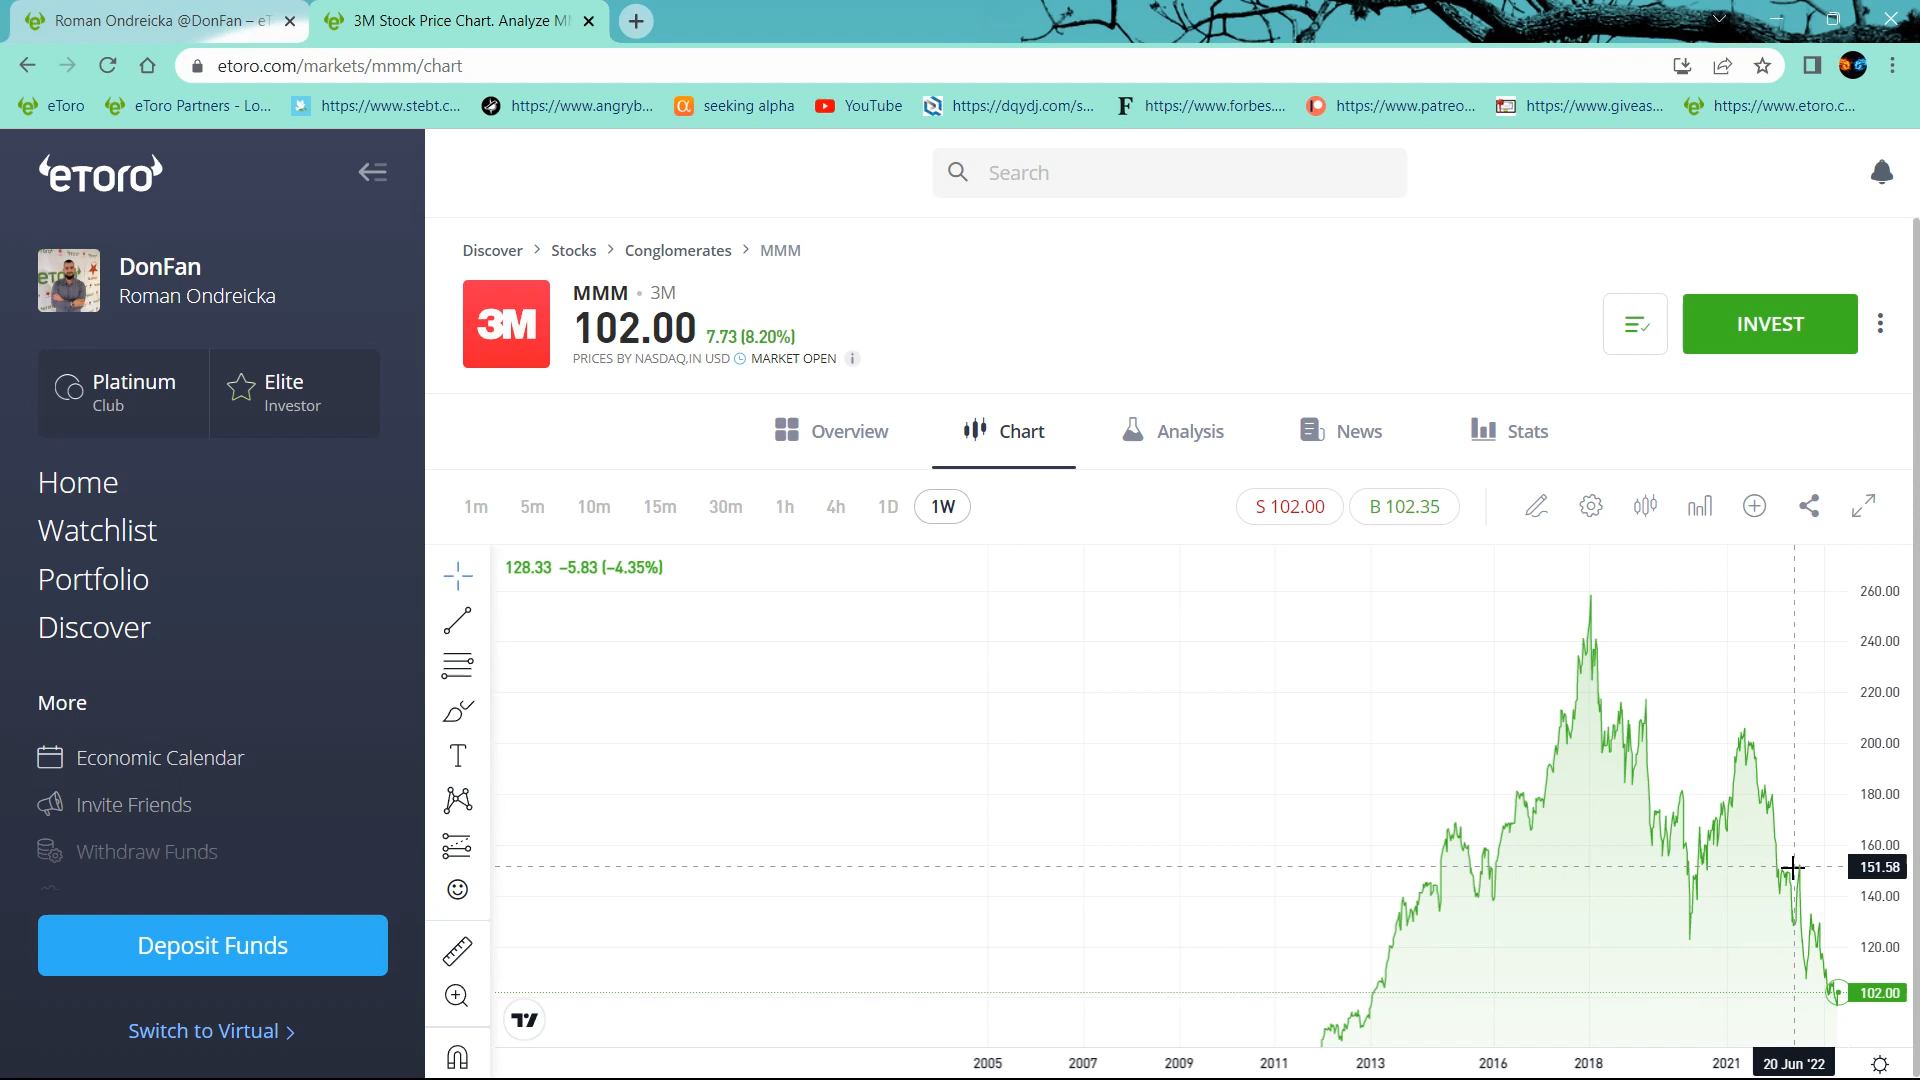 Roman Ondreicka @DonFan – eT
3M Stock Price Chart. Analyze MM
etoro.com/markets/mmm/chart
eToro
eToro Partners - Lo...
https://www.stebt.c...
https://www.angryb...
seeking alpha
YouTube
https://dqydj.com/s...
https://www.forbes....
https://www.patreo...
https://www.giveas...
https://www.etoro.c...
eToro
Search
DonFan
Roman Ondreicka
Platinum
Club
Elite
Investor
Home
Watchlist
Portfolio
Discover
More
Economic Calendar
Invite Friends
Withdraw Funds
Deposit Funds
Switch to Virtual >
Discover > Stocks > Conglomerates > MMM
3M
MMM • 3M
102.00 7.73 (8.20%)
PRICES BY NASDAQ,IN USD MARKET OPEN
INVEST
Overview
Chart
Analysis
News
Stats
1m 5m 10m 15m 30m 1h 4h 1D 1W
S 102.00
B 102.35
128.33 −5.83 (−4.35%)
260.00
240.00
220.00
200.00
180.00
160.00
151.58
140.00
120.00
102.00
2005 2007 2009 2011 2013 2016 2018 2021 20 Jun '22